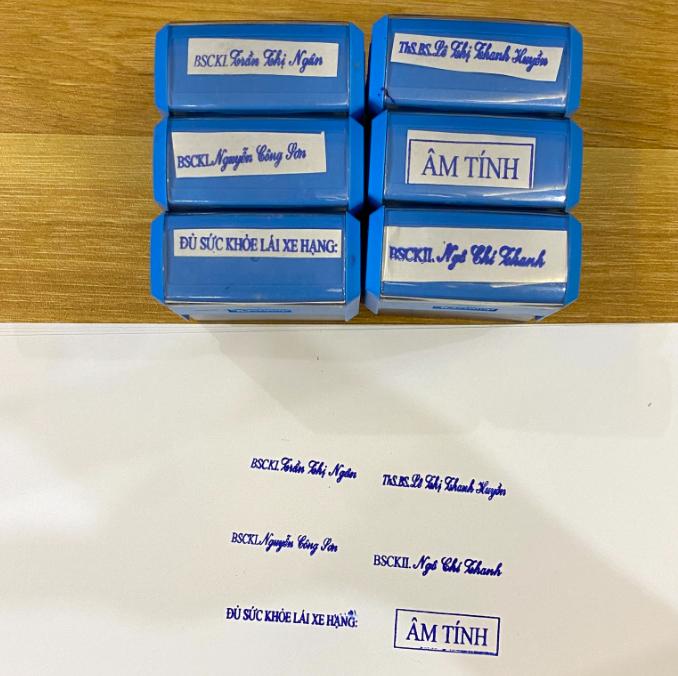 BSCKI. Trần Thị Ngân
ThS.BS. Lê Thị Thanh Huyền
BSCKI. Nguyễn Công Sơn
ÂM TÍNH
ĐỦ SỨC KHỎE LÁI XE HẠNG:
BSCKII. Ngô Chí Thanh
BSCKI. Trần Thị Ngân
ThS.BS. Lê Thị Thanh Huyền
BSCKI. Nguyễn Công Sơn
BSCKII. Ngô Chí Thanh
ĐỦ SỨC KHỎE LÁI XE HẠNG:
ÂM TÍNH